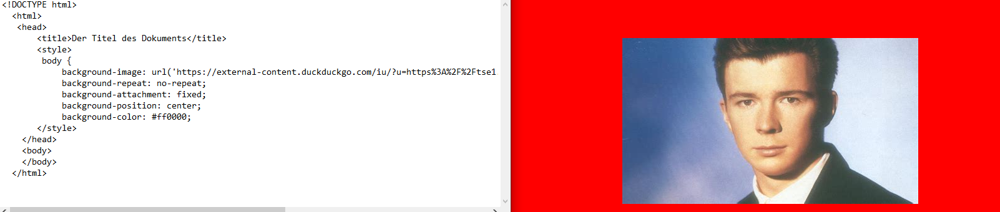 <!DOCTYPE html>
<html>
<head>
<title>Der Titel des Dokuments</title>
<style>
body {
background-image: url('https://external-content.duckduckgo.com/iu/?u=https%3A%2F%2Ftse1.
background-repeat: no-repeat;
background-attachment: fixed;
background-position: center;
background-color: #ff0000;
</style>
</head>
<body>
</body>
</html>